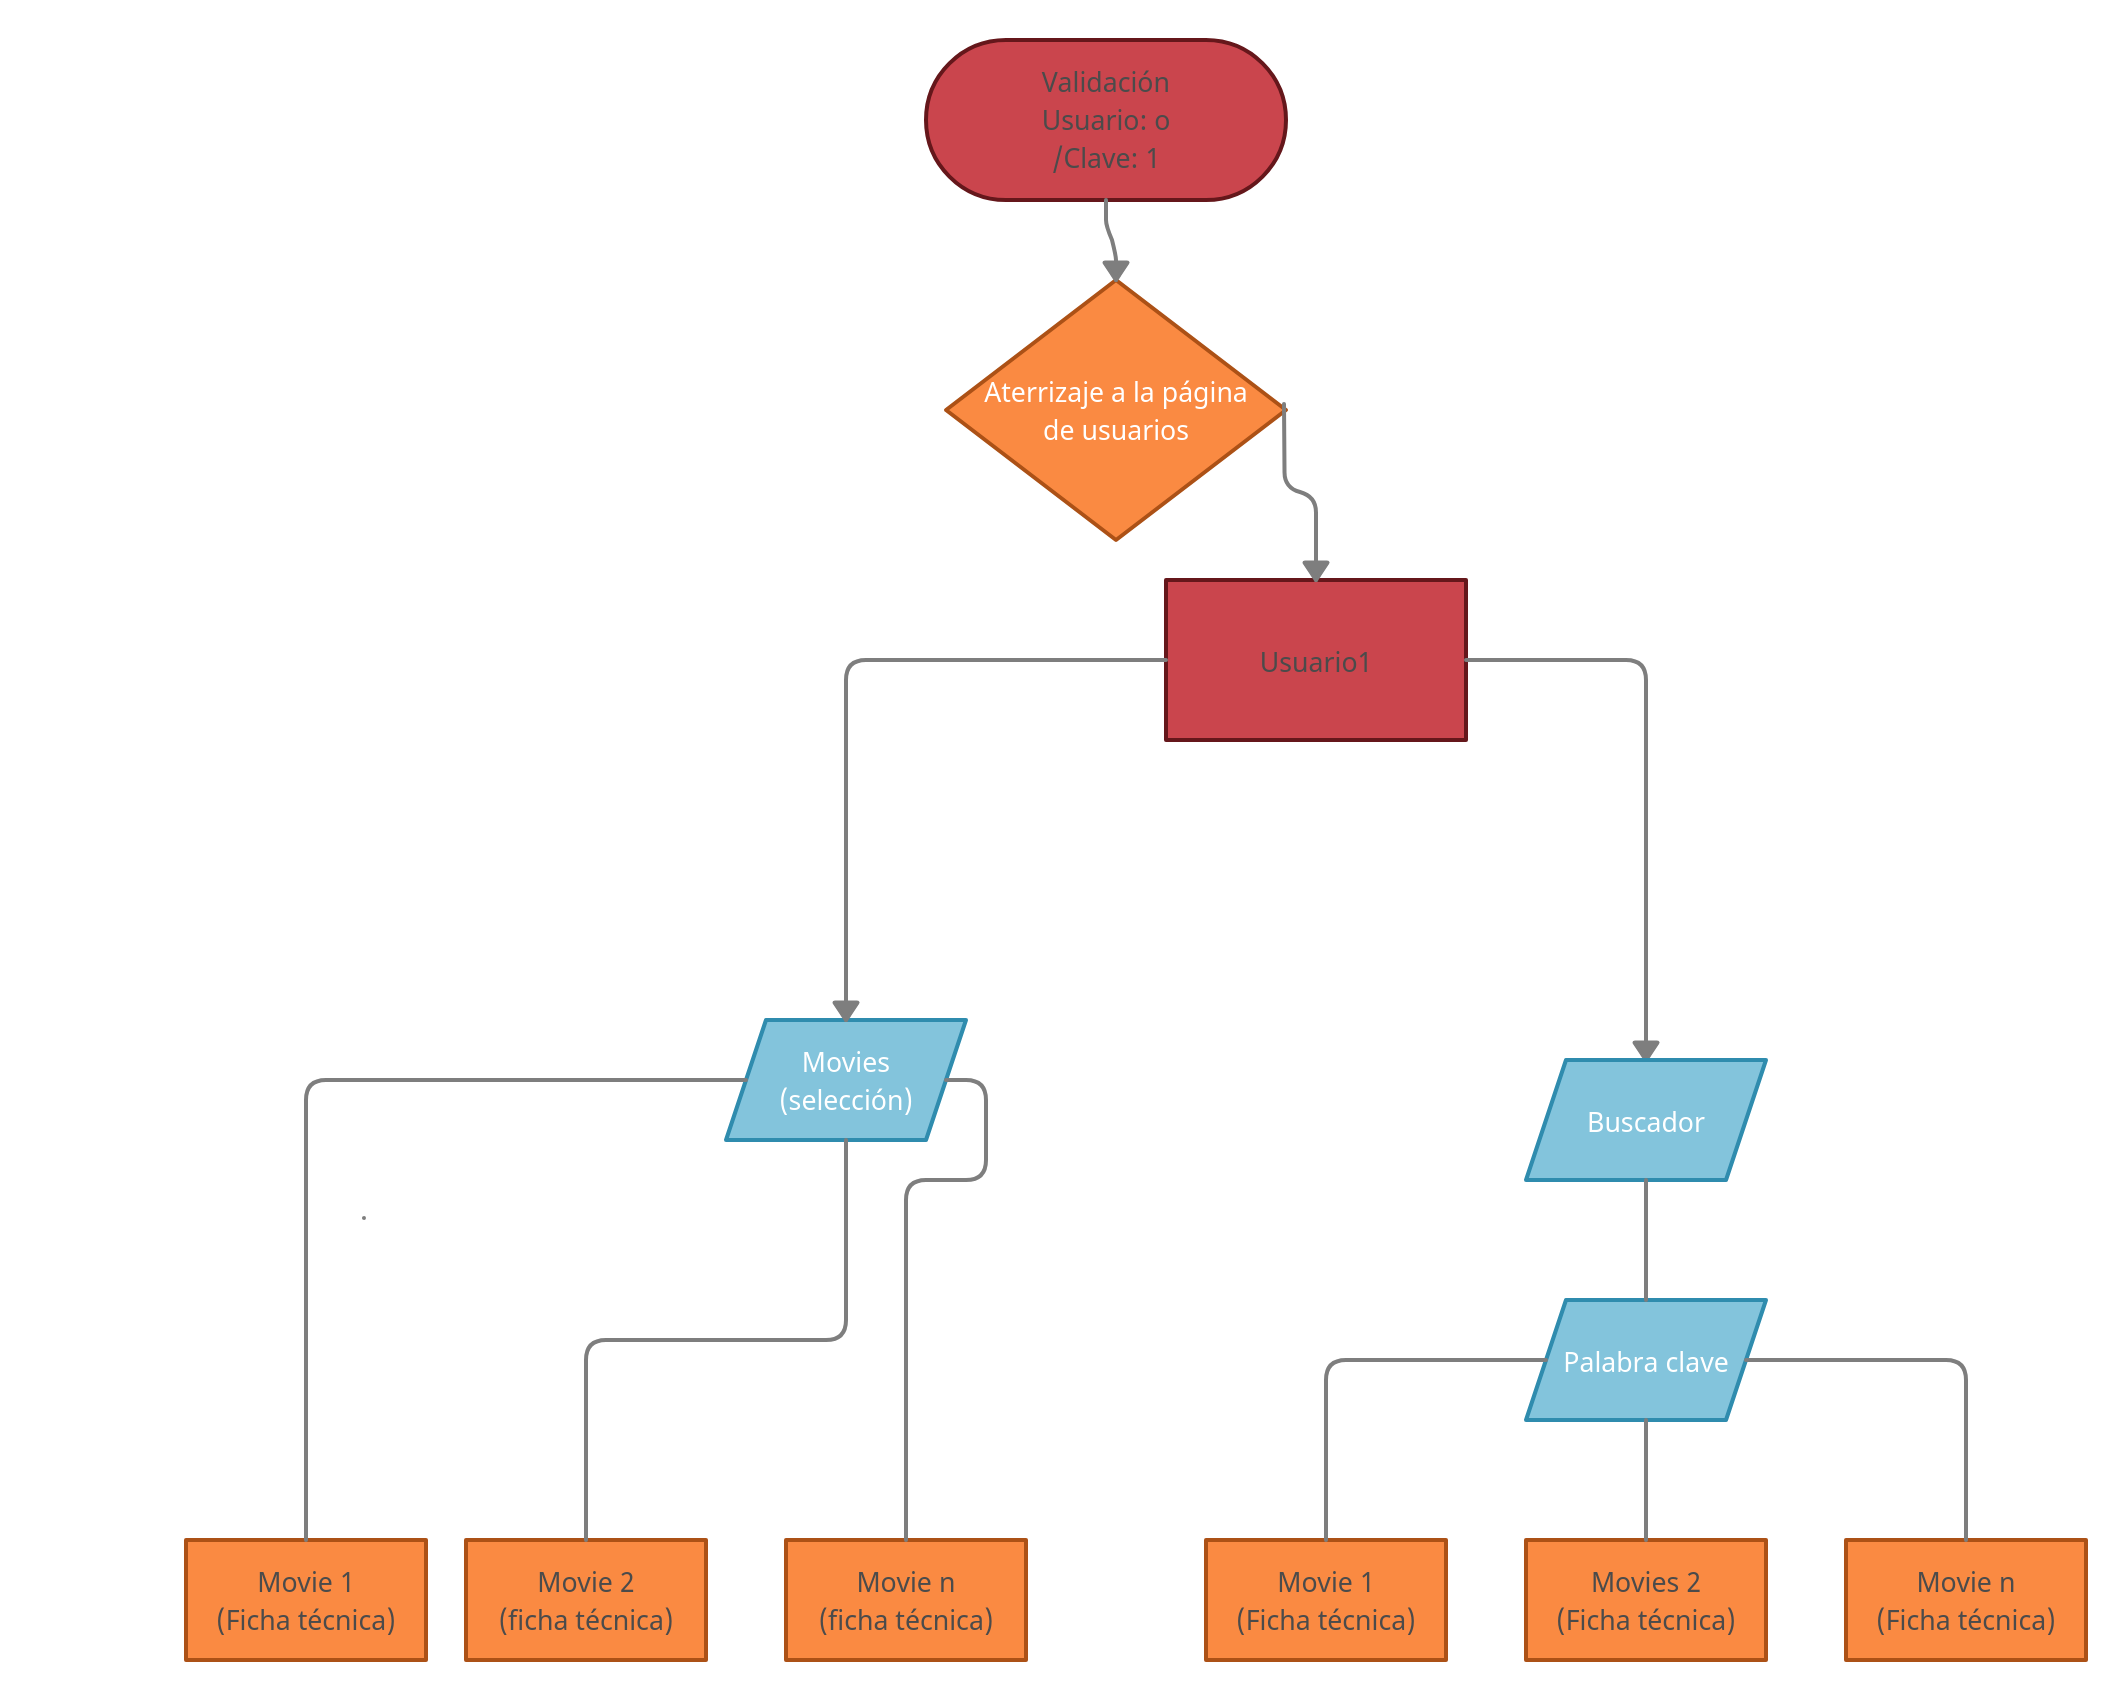 Validación
Usuario: o
/Clave: 1
Aterrizaje a la página
de usuarios
Usuario1
Movies
(selección)
Buscador
Palabra clave
Movie 1
(Ficha técnica)
Movie 2
(ficha técnica)
Movie n
(ficha técnica)
Movie 1
(Ficha técnica)
Movies 2
(Ficha técnica)
Movie n
(Ficha técnica)